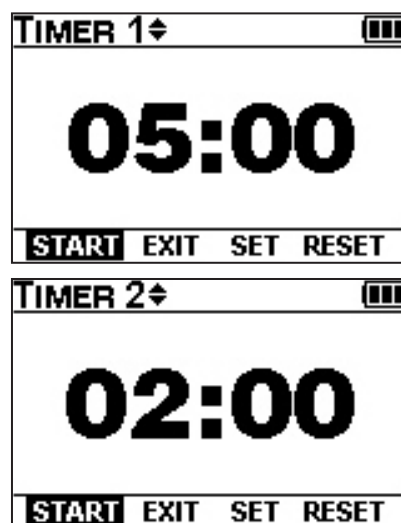 TIMER 1
05:00
START EXIT SET RESET
TIMER 2
02:00
START EXIT SET RESET